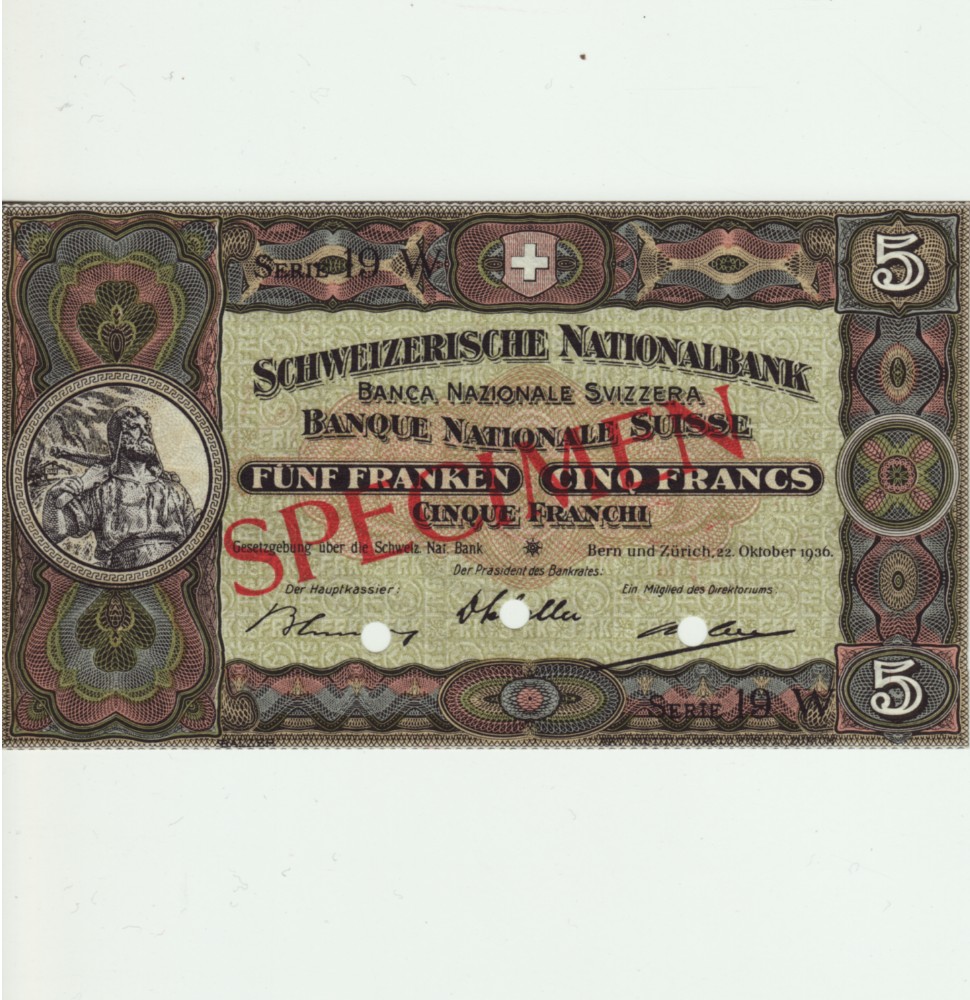 SERIE 19 W
5
SCHWEIZERISCHE NATIONALBANK
BANCA NAZIONALE SVIZZERA
BANQUE NATIONALE SUISSE
FÜNF FRANKEN CINQ FRANCS
CINQUE FRANCHI
SPECIMEN
Gesetzgebung über die Schweiz. Nat. Bank
Bern und Zürich, 22. Oktober 1936.
Der Präsident des Bankrates:
Der Hauptkassier:
Ein Mitglied des Direktoriums:
5
SERIE 19 W